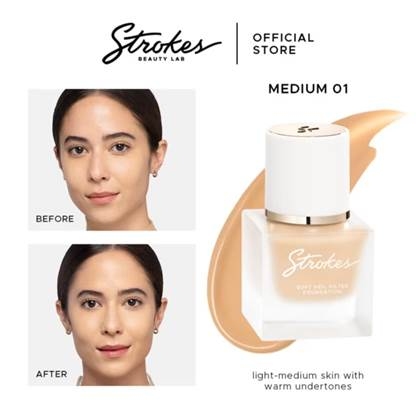 Strokes
BEAUTY LAB
OFFICIAL
STORE
MEDIUM 01
BEFORE
AFTER
Strokes
SOFT VEIL FILTER
FOUNDATION
light-medium skin with
warm undertones